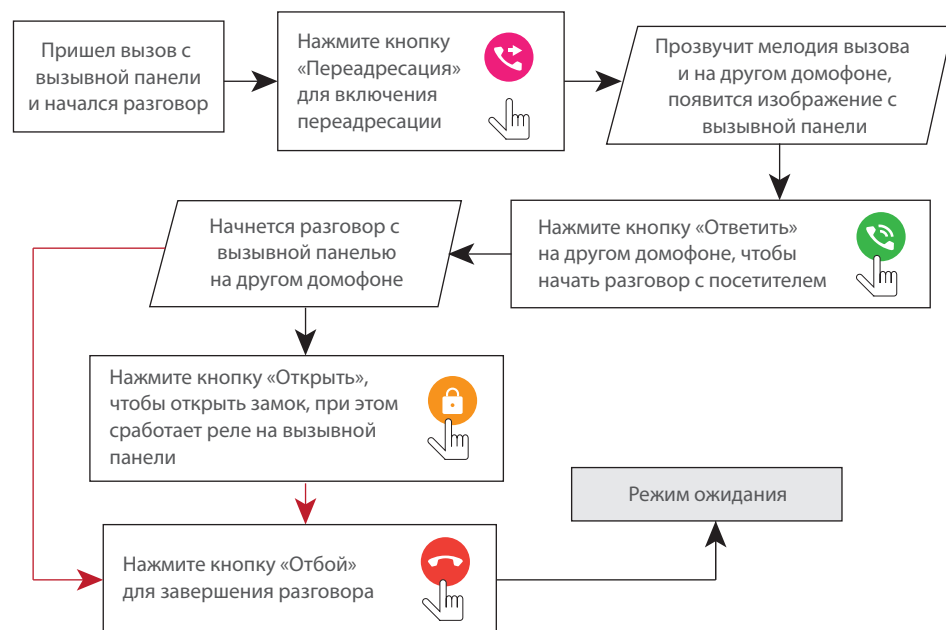 Пришел вызов с
вызывной панели
и начался разговор
Нажмите кнопку
«Переадресация»
для включения
переадресации
Прозвучит мелодия вызова
и на другом домофоне,
появится изображение с
вызывной панели
Нажмите кнопку «Ответить»
на другом домофоне, чтобы
начать разговор с посетителем
Начнется разговор с
вызывной панелью
на другом домофоне
Нажмите кнопку «Открыть»,
чтобы открыть замок, при этом
сработает реле на вызывной
панели
Нажмите кнопку «Отбой»
для завершения разговора
Режим ожидания